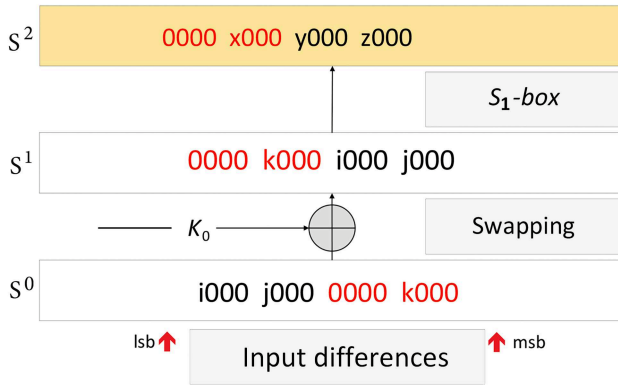 S² 0000 x000 y000 z000
S₁-box
S¹ 0000 k000 i000 j000
K₀
Swapping
S⁰ i000 j000 0000 k000
lsb Input differences msb